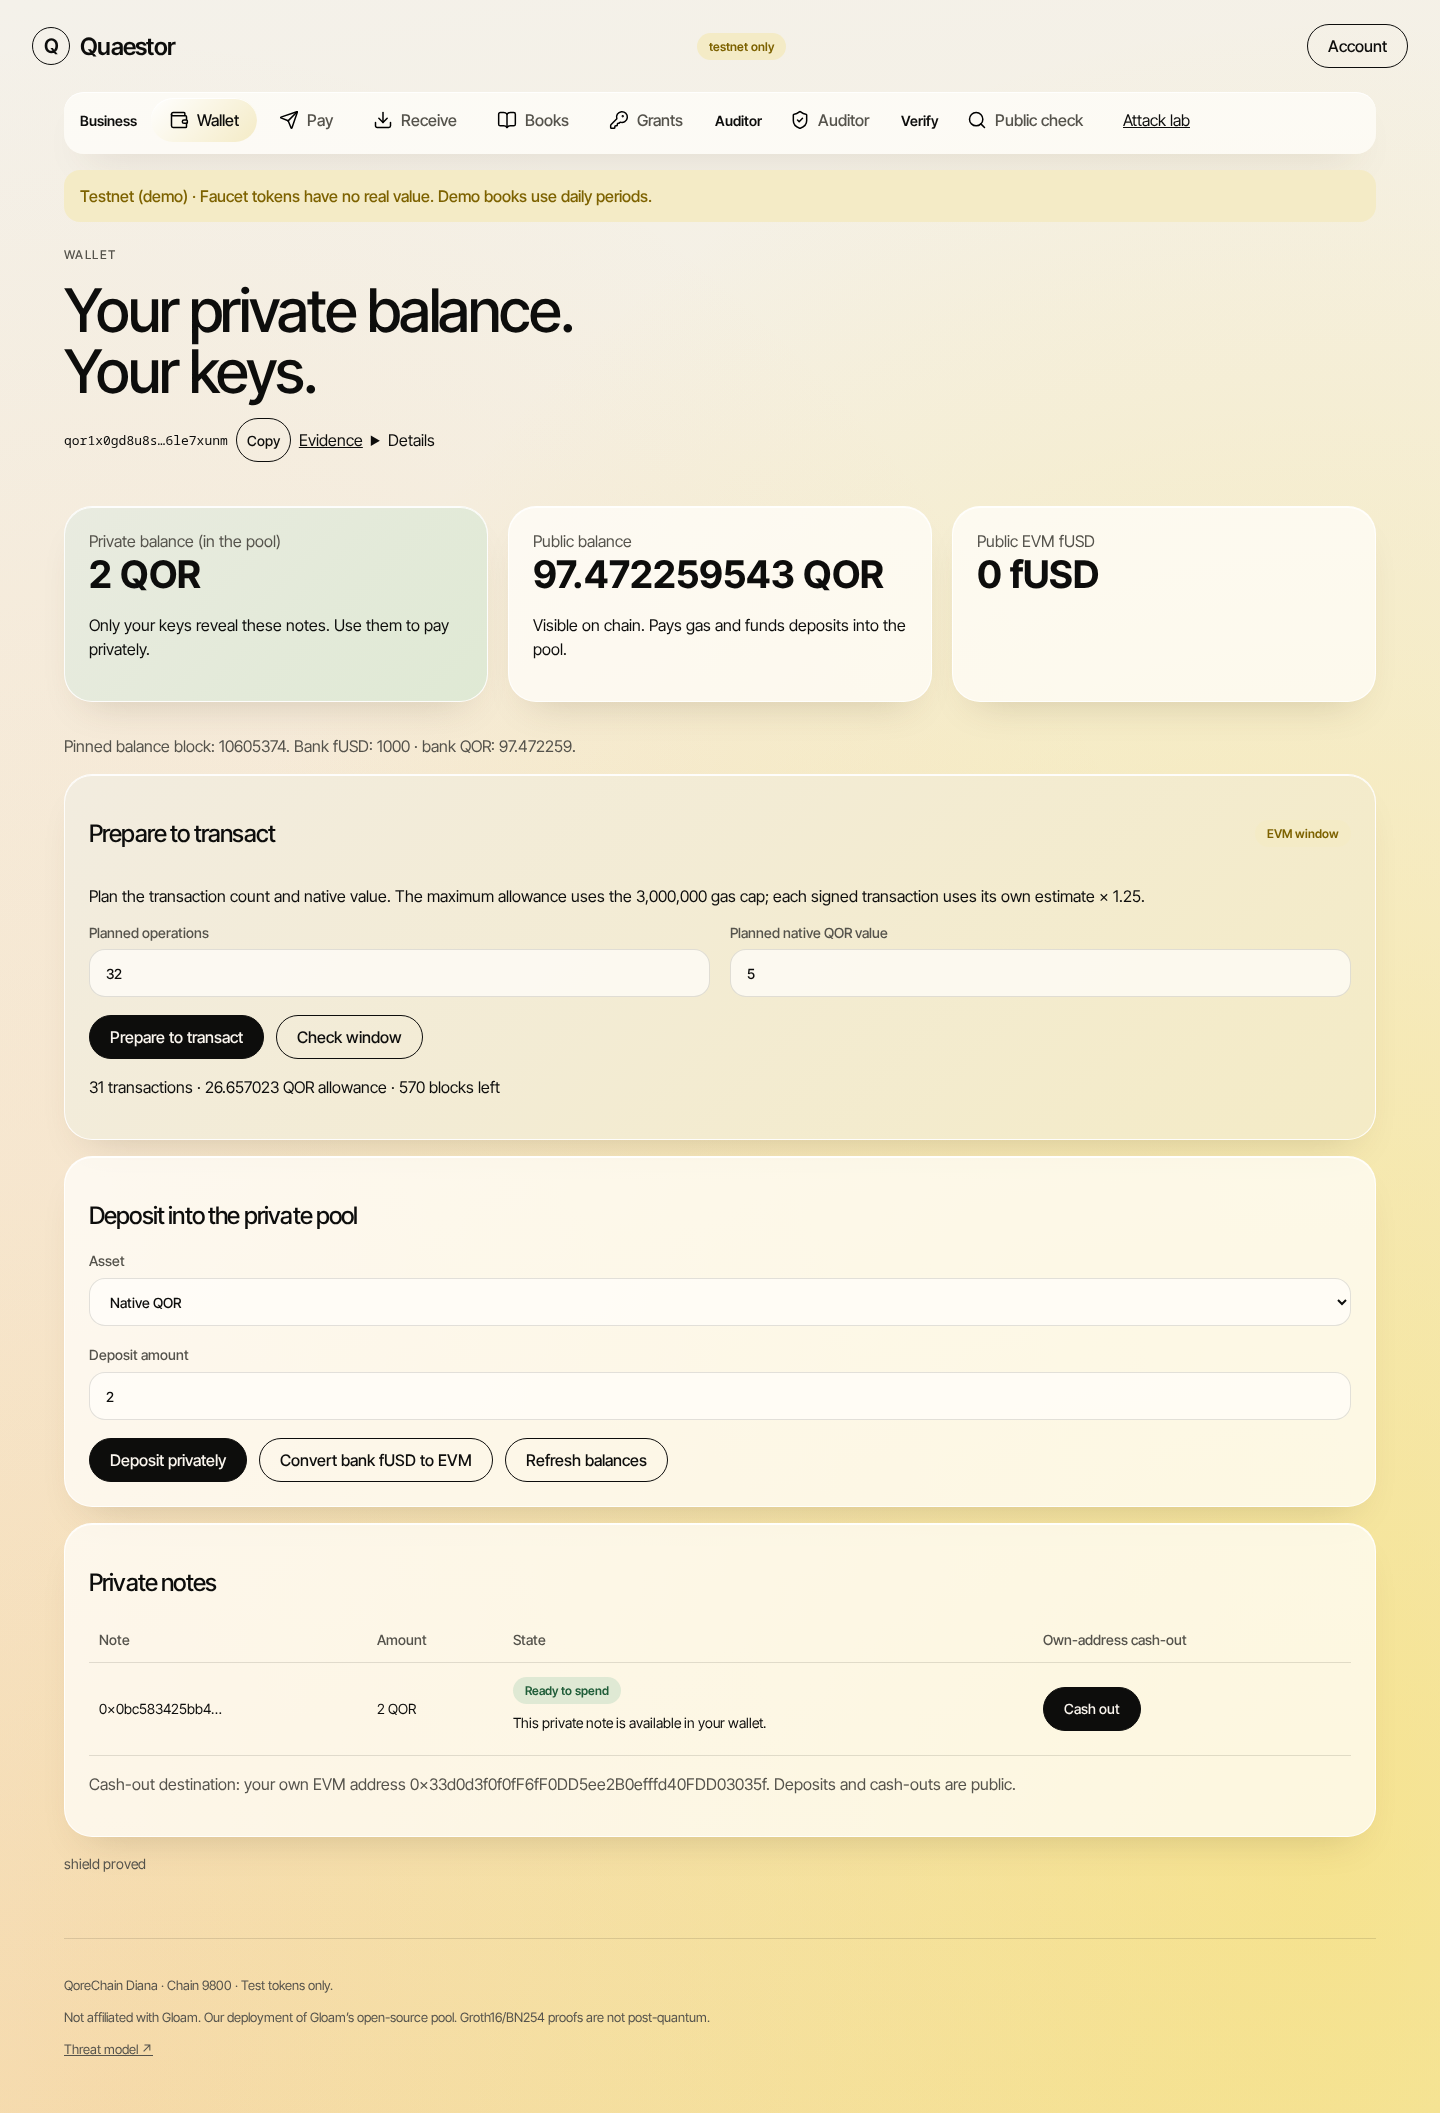 Q Quaestor
testnet only
Account
Business Wallet Pay Receive Books Grants Auditor Auditor Verify Public check Attack lab
Testnet (demo) · Faucet tokens have no real value. Demo books use daily periods.
WALLET
Your private balance.
Your keys.
qor1x0gd8u8s…6le7xunm Copy Evidence ▶ Details
Private balance (in the pool)
2 QOR
Only your keys reveal these notes. Use them to pay
privately.
Public balance
97.472259543 QOR
Visible on chain. Pays gas and funds deposits into the
pool.
Public EVM fUSD
0 fUSD
Pinned balance block: 10605374. Bank fUSD: 1000 · bank QOR: 97.472259.
Prepare to transact
EVM window
Plan the transaction count and native value. The maximum allowance uses the 3,000,000 gas cap; each signed transaction uses its own estimate × 1.25.
Planned operations
32
Planned native QOR value
5
Prepare to transact Check window
31 transactions · 26.657023 QOR allowance · 570 blocks left
Deposit into the private pool
Asset
Native QOR
Deposit amount
2
Deposit privately Convert bank fUSD to EVM Refresh balances
Private notes
Note Amount State Own-address cash-out
0×0bc583425bb4… 2 QOR Ready to spend Cash out
This private note is available in your wallet.
Cash-out destination: your own EVM address 0×33d0d3f0f0fF6fF0DD5ee2B0efffd40FDD03035f. Deposits and cash-outs are public.
shield proved
QoreChain Diana · Chain 9800 · Test tokens only.
Not affiliated with Gloam. Our deployment of Gloam’s open-source pool. Groth16/BN254 proofs are not post-quantum.
Threat model ↗